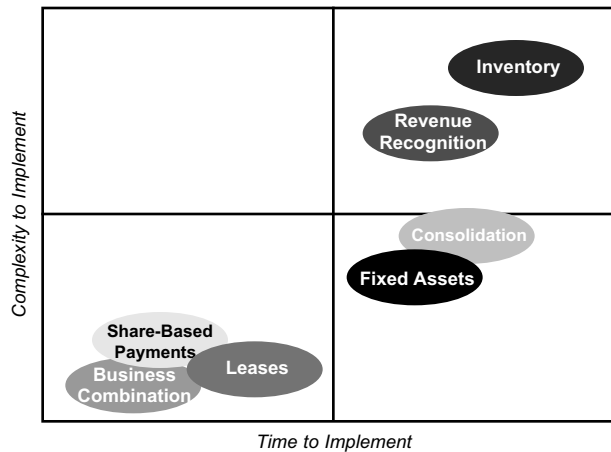 Complexity to Implement
Inventory
Revenue
Recognition
Consolidation
Fixed Assets
Share-Based
Payments
Leases
Business
Combination
Time to Implement